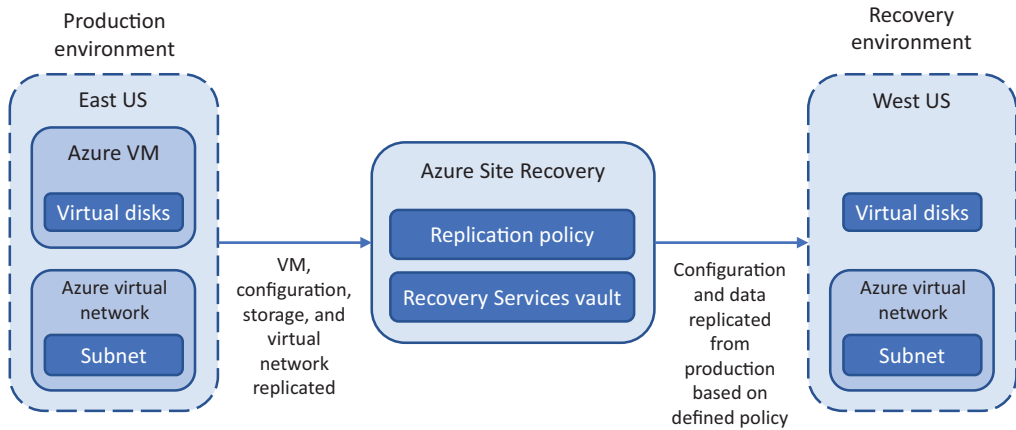 Production
environment
East US
Azure VM
Virtual disks
Azure virtual
network
Subnet
VM,
configuration,
storage, and
virtual
network
replicated
Azure Site Recovery
Replication policy
Recovery Services vault
Configuration
and data
replicated
from
production
based on
defined policy
Recovery
environment
West US
Virtual disks
Azure virtual
network
Subnet